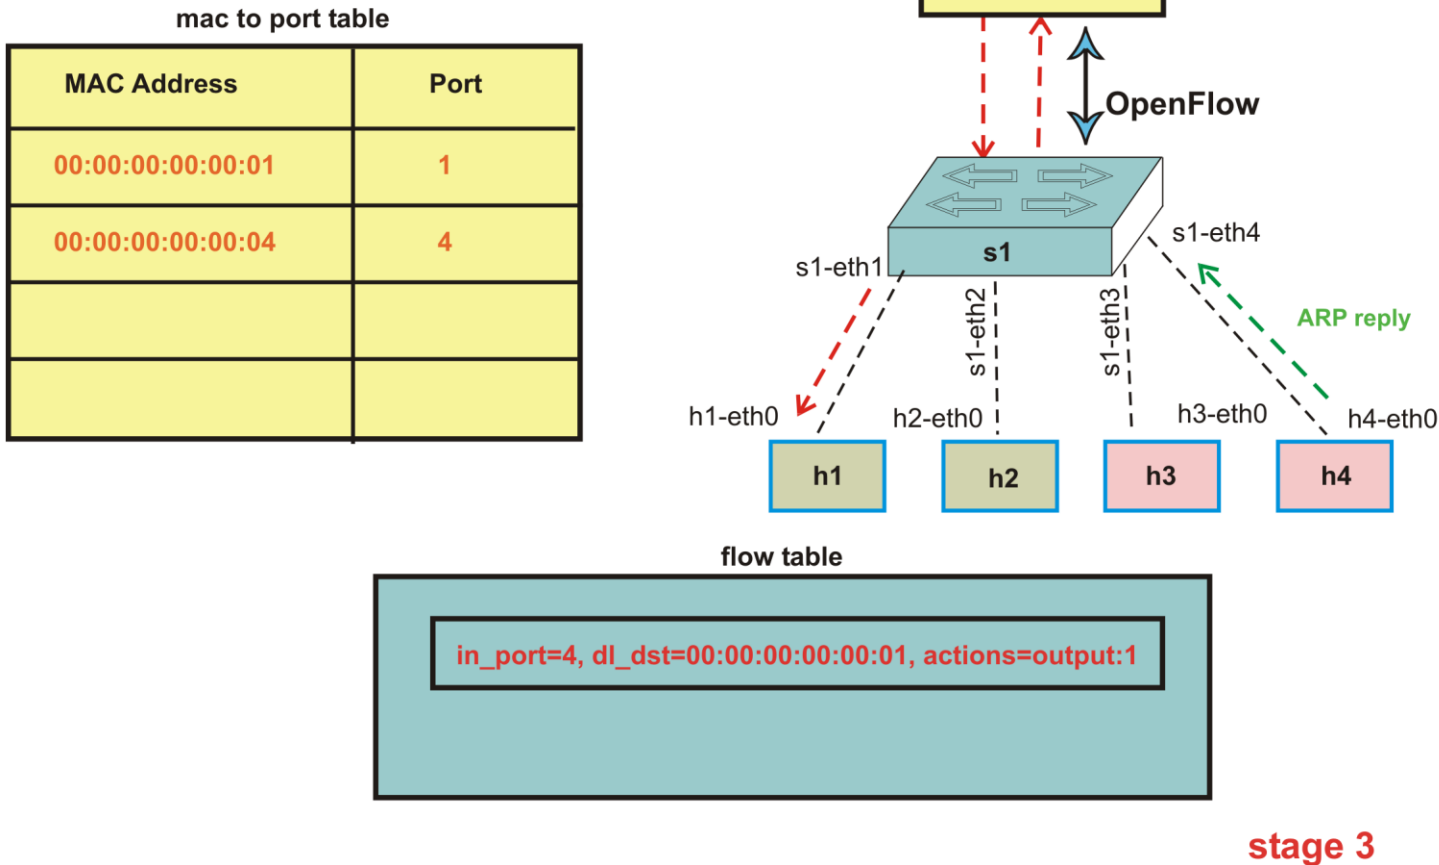 mac to port table
MAC Address Port
00:00:00:00:00:01 1
00:00:00:00:00:04 4
OpenFlow
s1
s1-eth1
s1-eth2
s1-eth3
s1-eth4
ARP reply
h1-eth0
h2-eth0
h3-eth0
h4-eth0
h1
h2
h3
h4
flow table
in_port=4, dl_dst=00:00:00:00:00:01, actions=output:1
stage 3